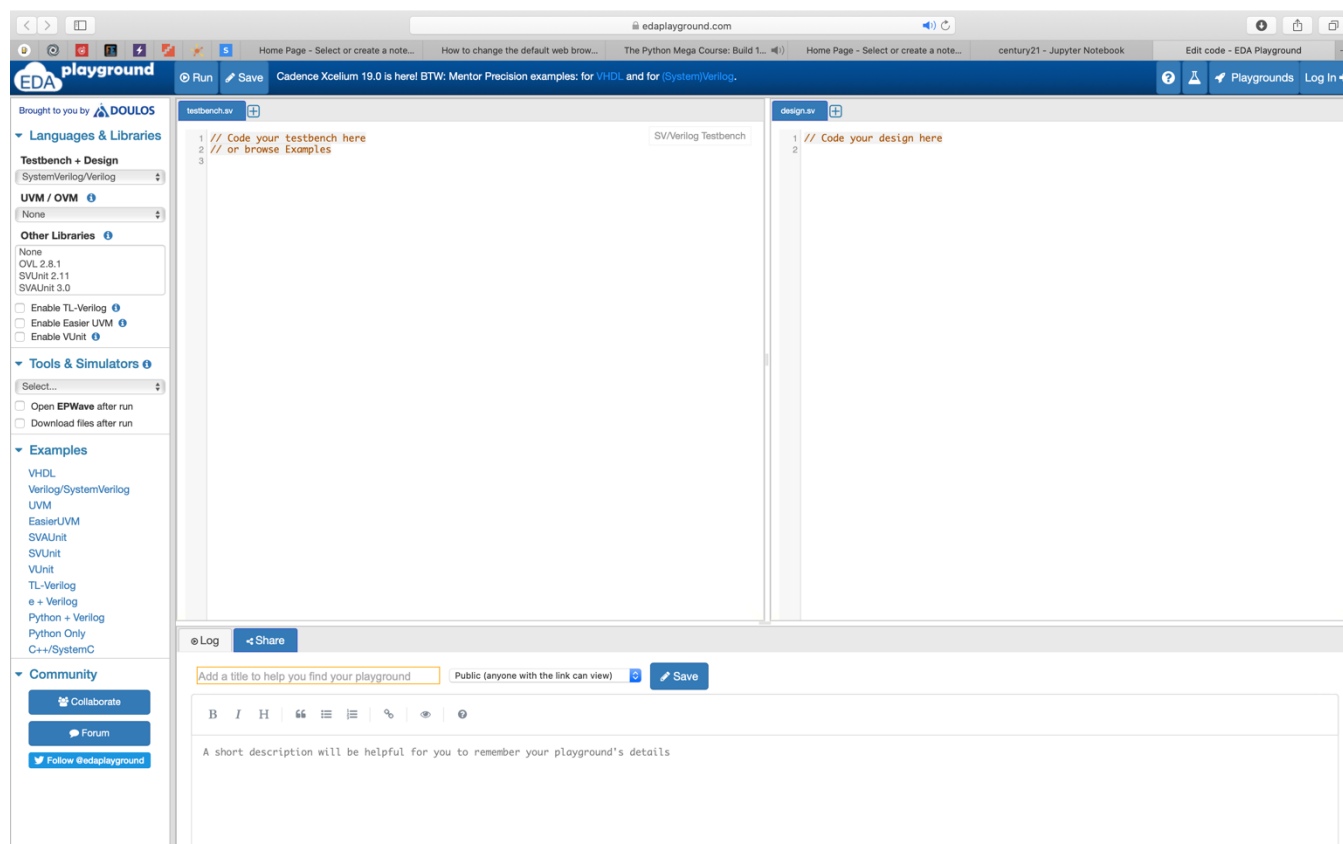 edaplayground.com
S
Home Page - Select or create a note...
How to change the default web brow...
The Python Mega Course: Build 1...
Home Page - Select or create a note...
century21 - Jupyter Notebook
Edit code - EDA Playground
EDA playground
Run
Save
Cadence Xcelium 19.0 is here! BTW: Mentor Precision examples: for VHDL and for (System)Verilog.
Playgrounds
Log In
Brought to you by DOULOS
Languages & Libraries
Testbench + Design
SystemVerilog/Verilog
UVM / OVM
None
Other Libraries
None
OVL 2.8.1
SVUnit 2.11
SVAUnit 3.0
Enable TL-Verilog
Enable Easier UVM
Enable VUnit
Tools & Simulators
Select...
Open EPWave after run
Download files after run
Examples
VHDL
Verilog/SystemVerilog
UVM
EasierUVM
SVAUnit
SVUnit
VUnit
TL-Verilog
e + Verilog
Python + Verilog
Python Only
C++/SystemC
Community
Collaborate
Forum
Follow @edaplayground
testbench.sv
1 // Code your testbench here
2 // or browse Examples
3
SV/Verilog Testbench
design.sv
1 // Code your design here
2
Log
Share
Add a title to help you find your playground
Public (anyone with the link can view)
Save
B I H
A short description will be helpful for you to remember your playground's details